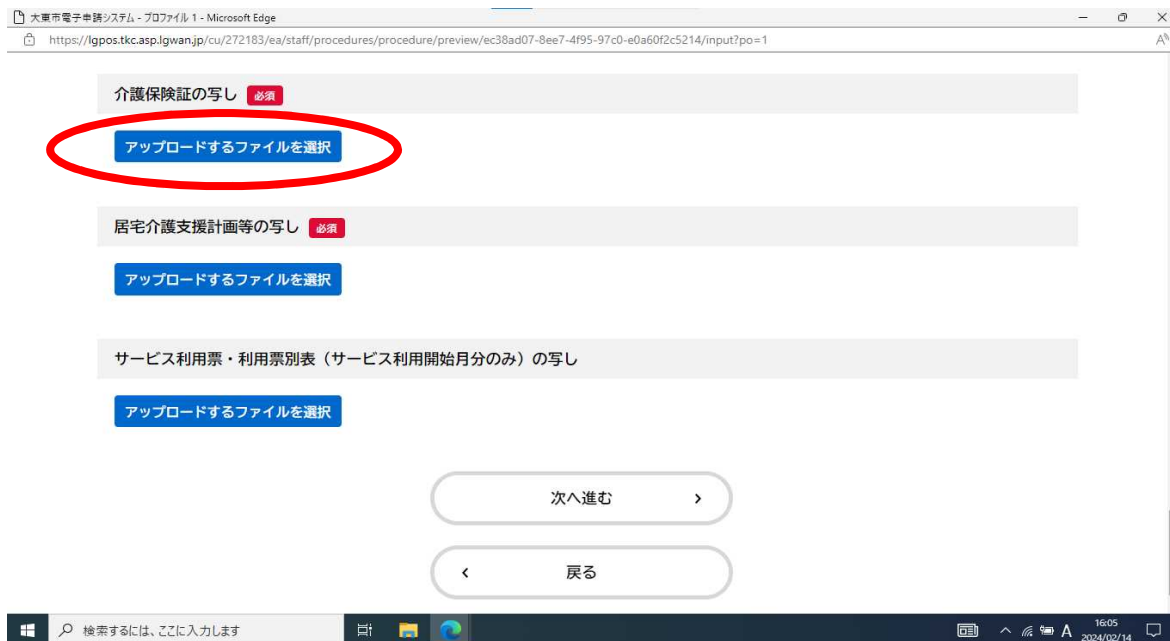 大東市電子申請システム - プロファイル 1 - Microsoft Edge
https://lgpos.tkc.asp.lgwan.jp/cu/272183/ea/staff/procedures/procedure/preview/ec38ad07-8ee7-4f95-97c0-e0a60f2c5214/input?po=1
介護保険証の写し 必須
アップロードするファイルを選択
居宅介護支援計画等の写し 必須
アップロードするファイルを選択
サービス利用票・利用票別表（サービス利用開始月分のみ）の写し
アップロードするファイルを選択
次へ進む
戻る
検索するには、ここに入力します
A
16:05
2024/02/14